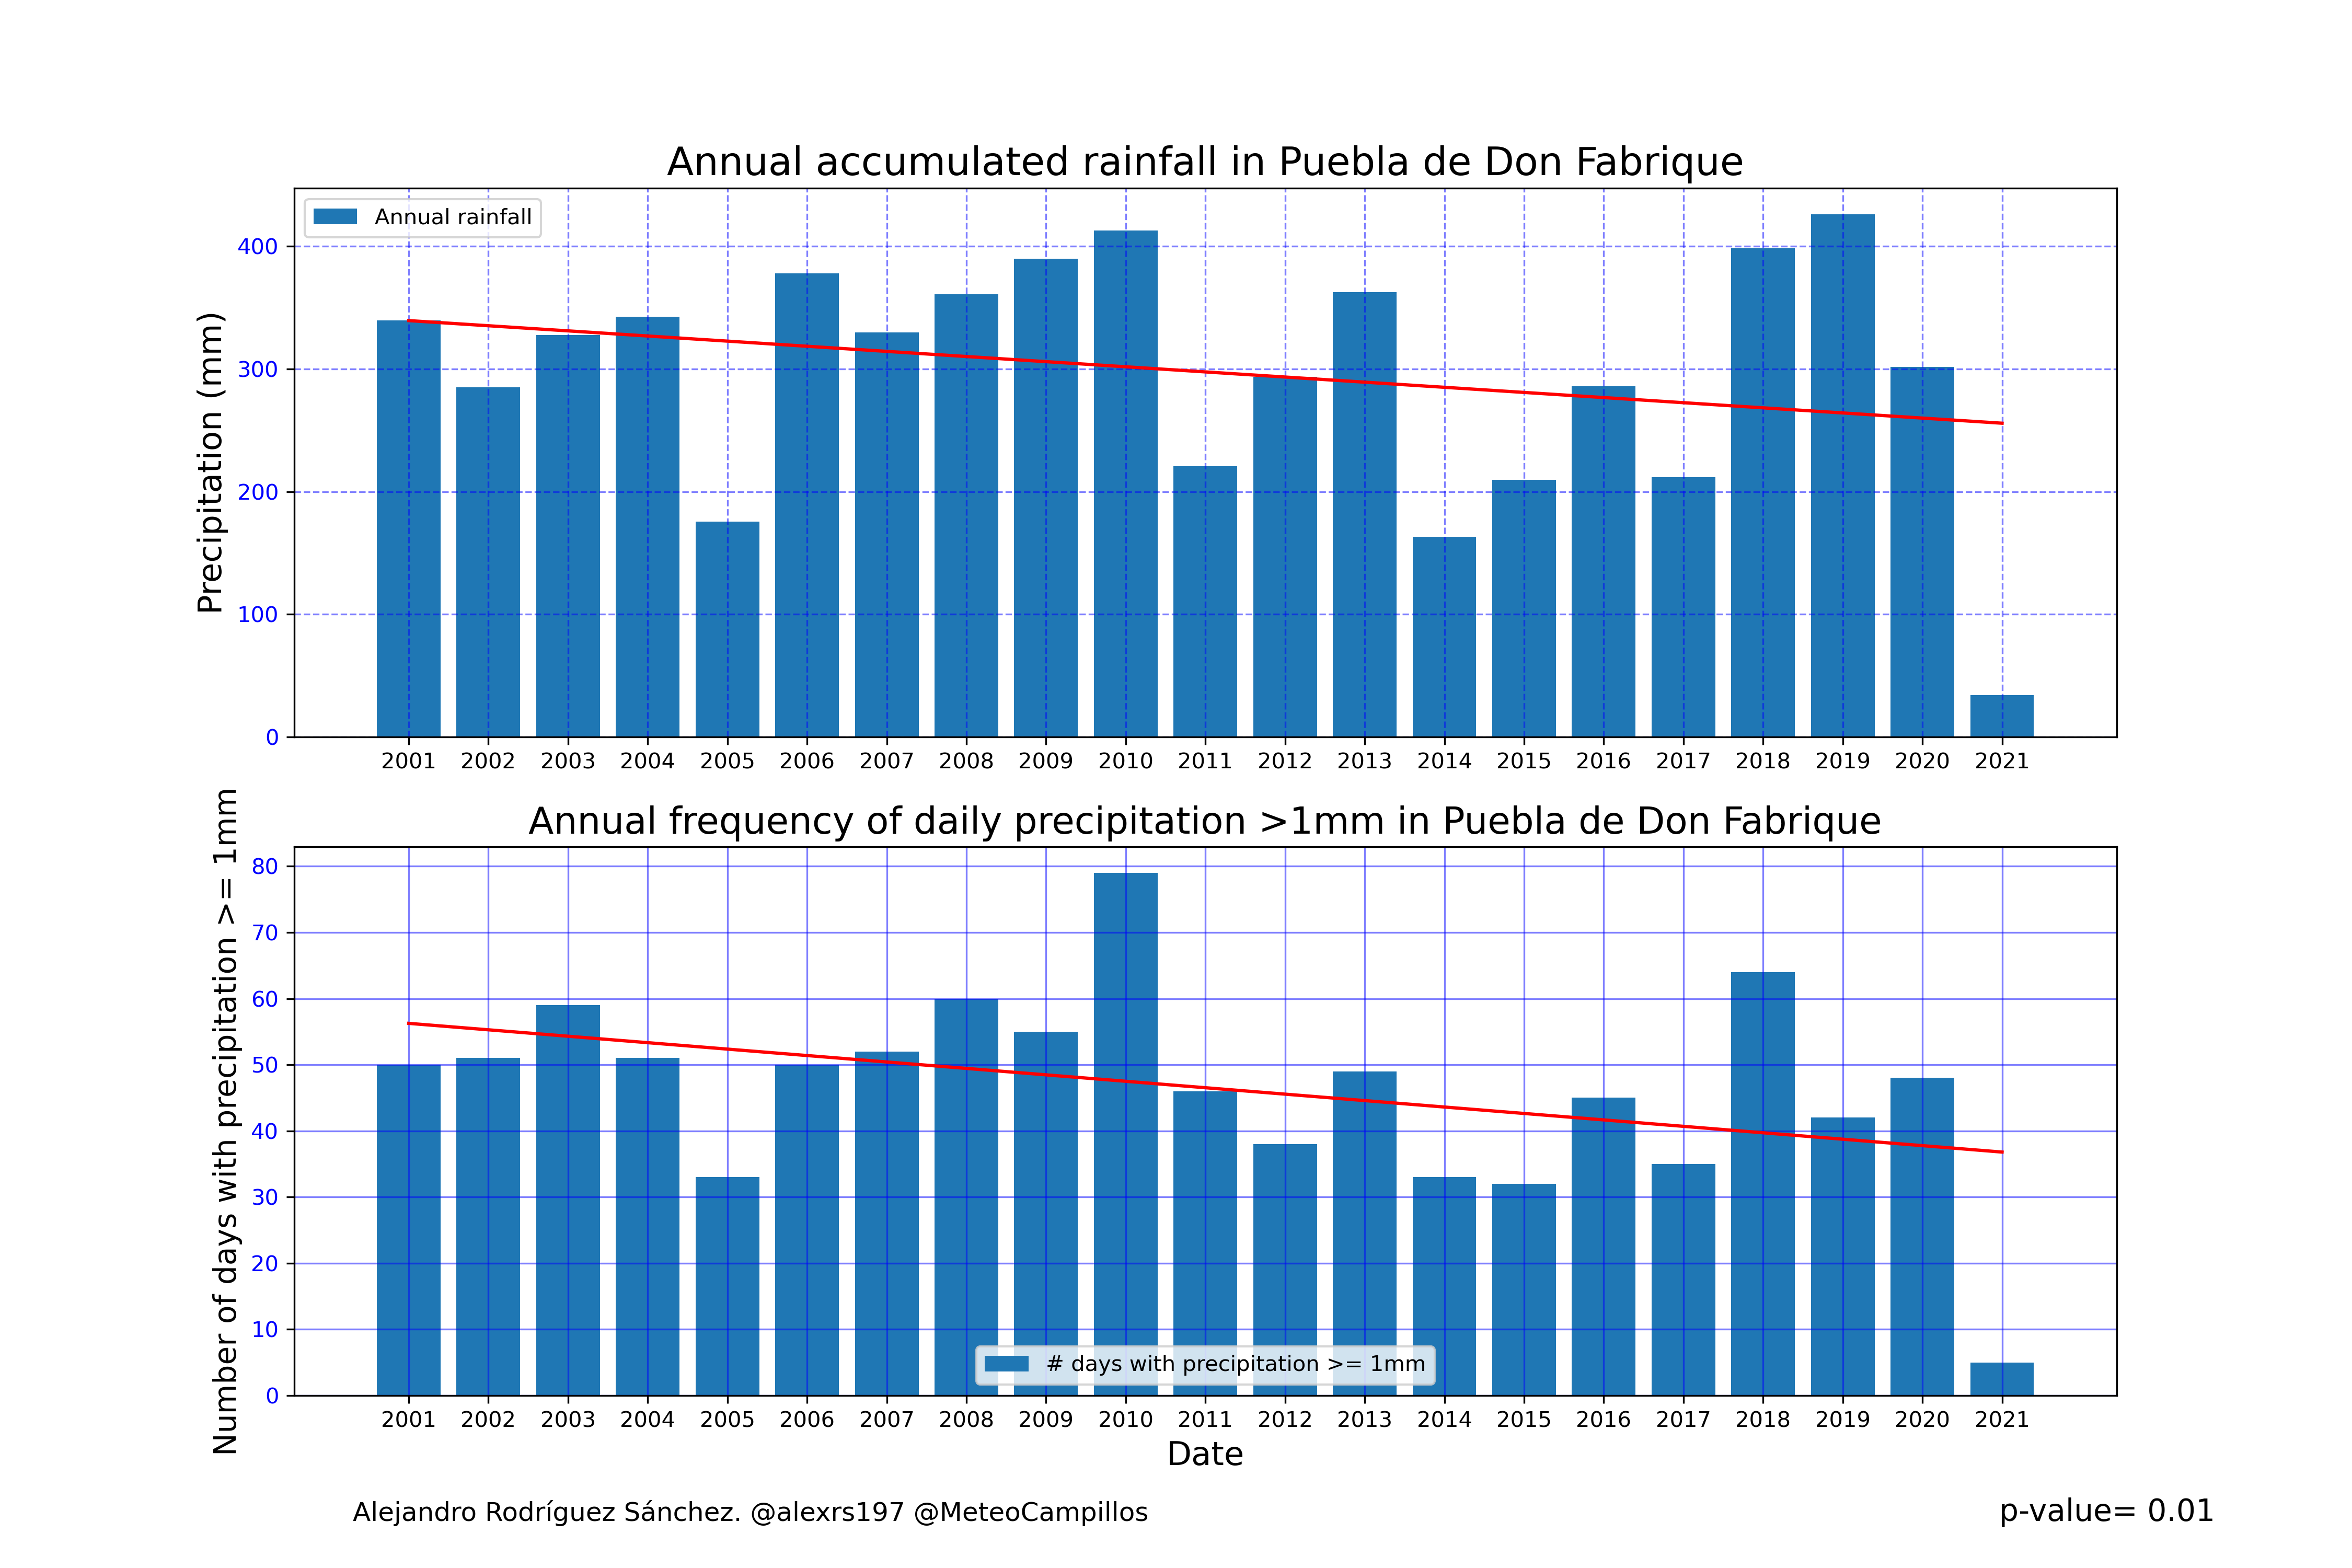 Annual accumulated rainfall in Puebla de Don Fabrique
Annual rainfall
Precipitation (mm)
400
300
200
100
0
2001 2002 2003 2004 2005 2006 2007 2008 2009 2010 2011 2012 2013 2014 2015 2016 2017 2018 2019 2020 2021
Annual frequency of daily precipitation >1mm in Puebla de Don Fabrique
Number of days with precipitation >= 1mm
80
70
60
50
40
30
20
10
0
# days with precipitation >= 1mm
2001 2002 2003 2004 2005 2006 2007 2008 2009 2010 2011 2012 2013 2014 2015 2016 2017 2018 2019 2020 2021
Date
Alejandro Rodríguez Sánchez. @alexrs197 @MeteoCampillos
p-value= 0.01